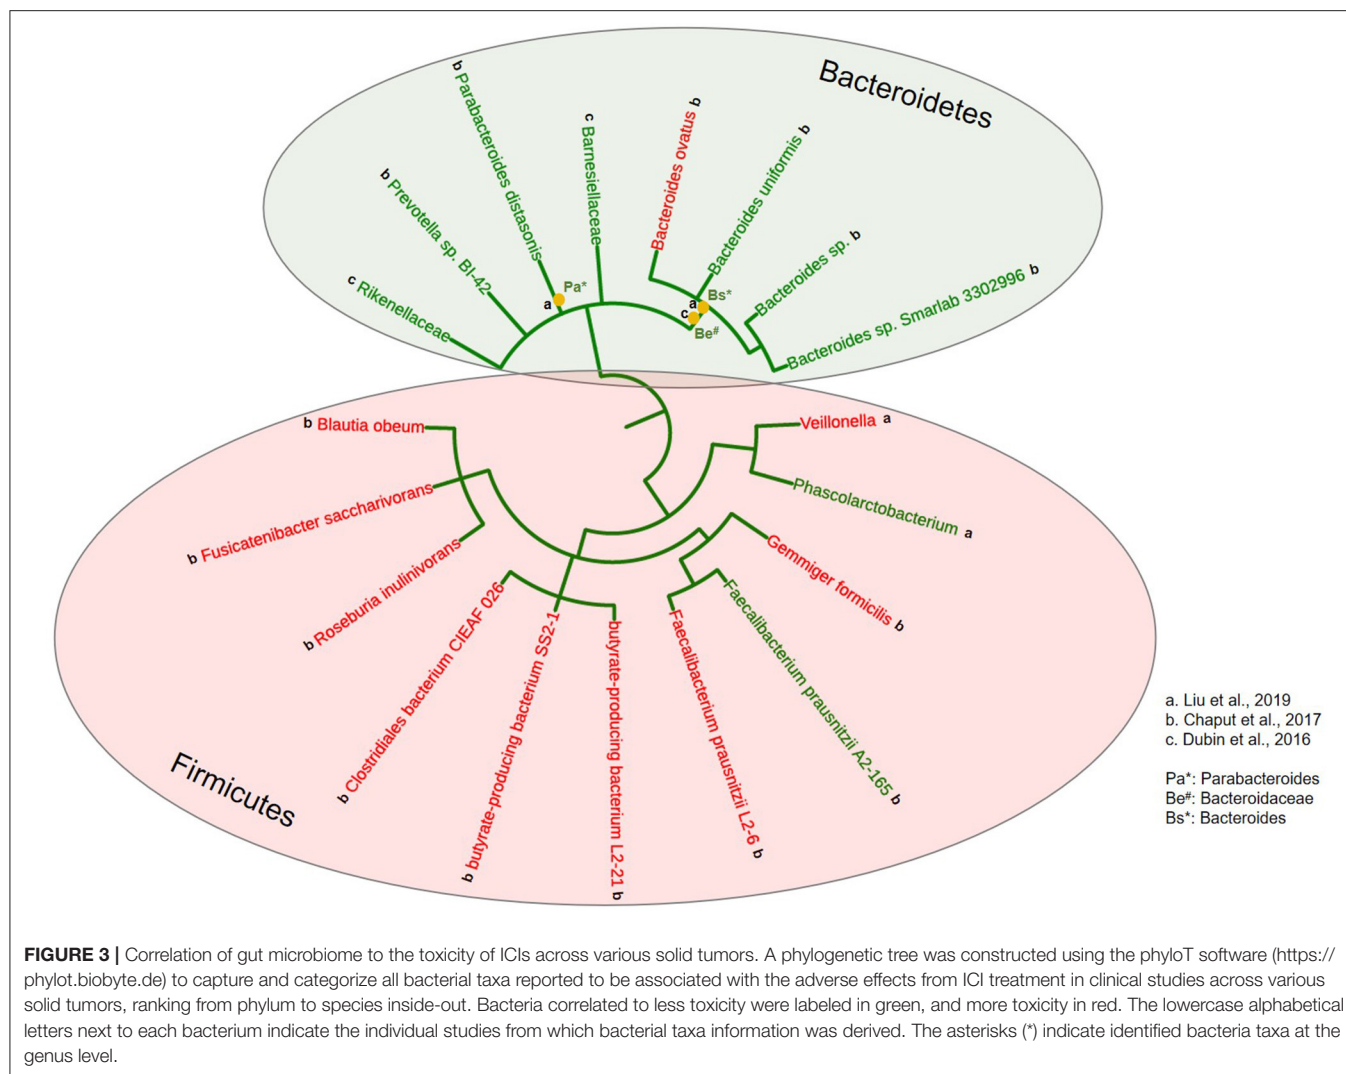 Bacteroidetes
b Parabacteroides distasonis
c Barnesiellaceae
Bacteroides ovatus b
Bacteroides uniformis b
b Prevotella sp. BI-42
Bacteroides sp. b
c Rikenellaceae
Bacteroides sp. Smarlab 3302996 b
a Pa*
a Bs*
c Be#
b Blautia obeum
Veillonella a
b Fusicatenibacter saccharivorans
Phascolarctobacterium a
b Roseburia inulinivorans
Gemmiger formicilis b
b Clostridiales bacterium CIEAF 026
b butyrate-producing bacterium SS2-1
butyrate-producing bacterium L2-21 b
Faecalibacterium prausnitzii L2-6 b
Faecalibacterium prausnitzii A2-165 b
Firmicutes
a. Liu et al., 2019
b. Chaput et al., 2017
c. Dubin et al., 2016
Pa*: Parabacteroides
Be#: Bacteroidaceae
Bs*: Bacteroides
FIGURE 3 | Correlation of gut microbiome to the toxicity of ICIs across various solid tumors. A phylogenetic tree was constructed using the phyloT software (https://
phylot.biobyte.de) to capture and categorize all bacterial taxa reported to be associated with the adverse effects from ICI treatment in clinical studies across various
solid tumors, ranking from phylum to species inside-out. Bacteria correlated to less toxicity were labeled in green, and more toxicity in red. The lowercase alphabetical
letters next to each bacterium indicate the individual studies from which bacterial taxa information was derived. The asterisks (*) indicate identified bacteria taxa at the
genus level.